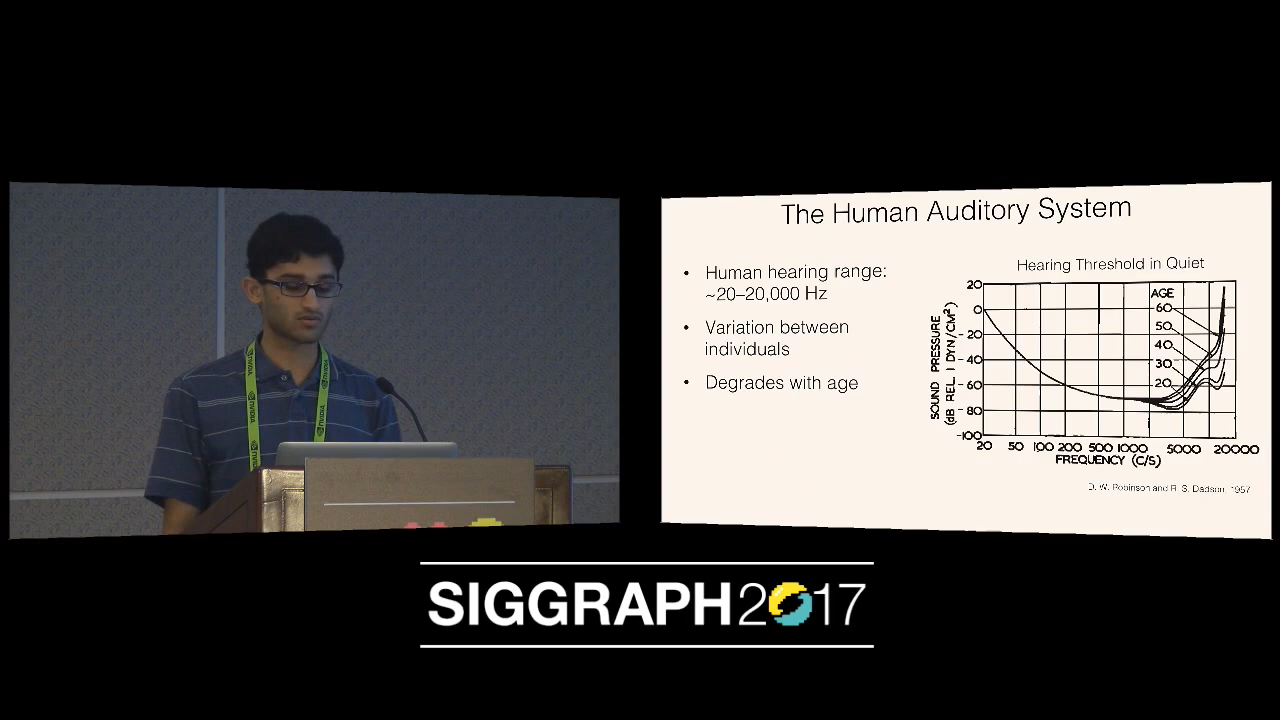 The Human Auditory System
• Human hearing range:
~20–20,000 Hz
• Variation between
individuals
• Degrades with age
Hearing Threshold in Quiet
SOUND PRESSURE
(dB REL. 1 DYN/CM²)
20
0
- 20
- 40
- 60
- 80
-100
AGE
60
50
40
30
20
20 50 100 200 500 1000 5000 20000
FREQUENCY (C/S)
D. W. Robinson and R. S. Dadson, 1957
NVIDIA
NVIDIA
SIGGRAPH2017